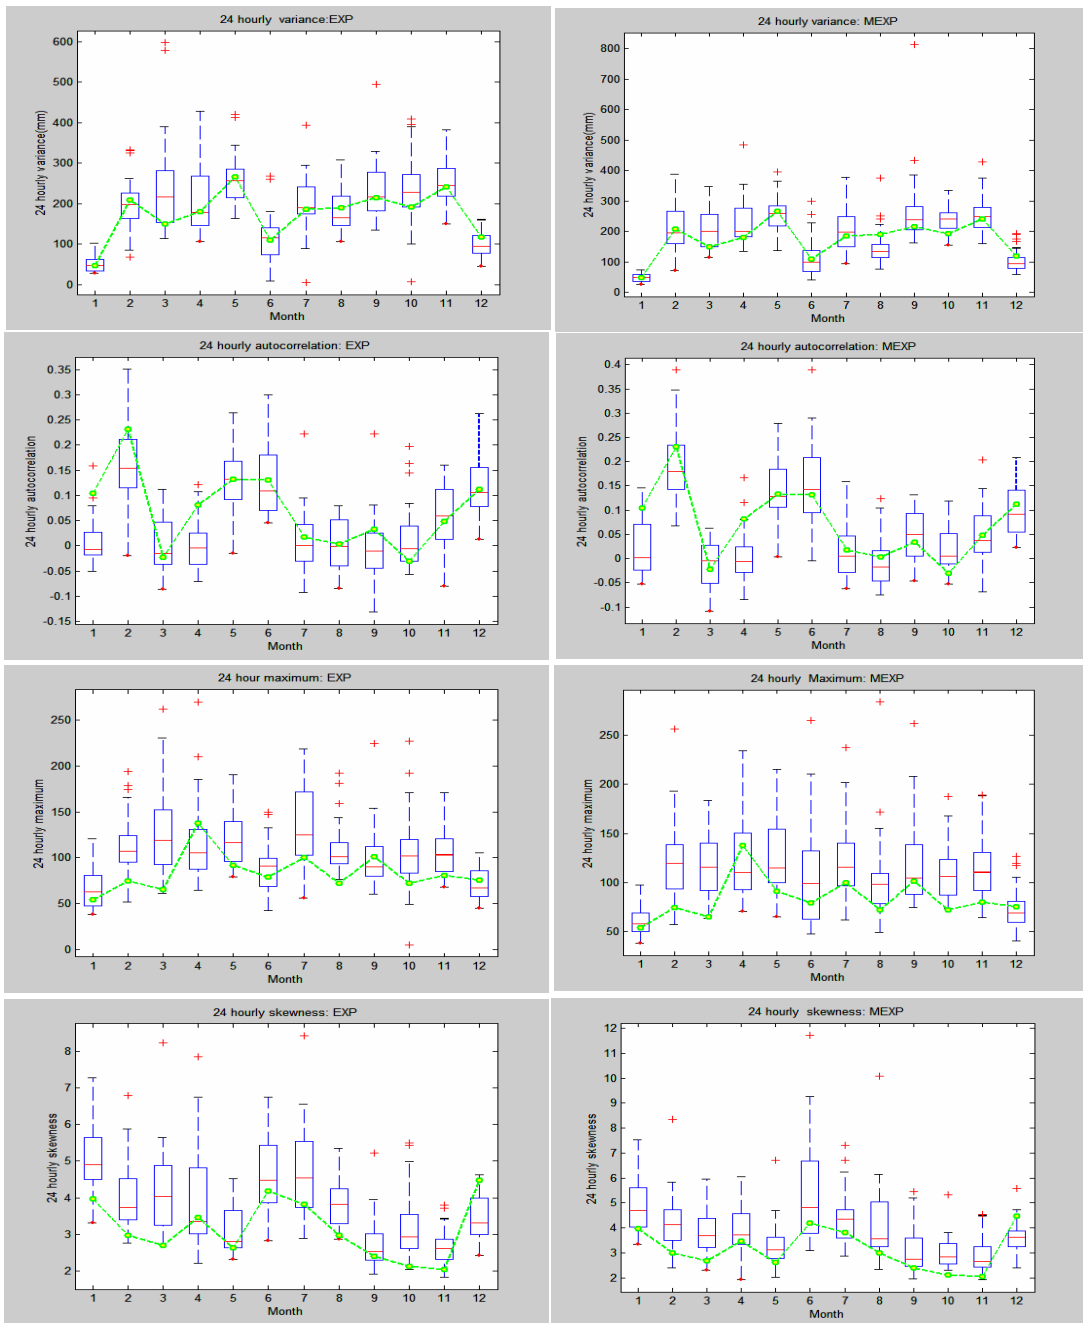 24 hourly variance:EXP
600
500
400
300
200
100
0
24 hourly variance(mm)
1 2 3 4 5 6 7 8 9 10 11 12
Month
24 hourly variance: MEXP
800
700
600
500
400
300
200
100
0
24 hourly variance(mm)
1 2 3 4 5 6 7 8 9 10 11 12
Month
24 hourly autocorrelation: EXP
0.35
0.3
0.25
0.2
0.15
0.1
0.05
0
-0.05
-0.1
-0.15
24 hourly autocorrelation
1 2 3 4 5 6 7 8 9 10 11 12
Month
24 hourly autocorrelation: MEXP
0.4
0.35
0.3
0.25
0.2
0.15
0.1
0.05
0
-0.05
-0.1
24 hourly autocorrelation
1 2 3 4 5 6 7 8 9 10 11 12
Month
24 hour maximum: EXP
250
200
150
100
50
0
24 hourly maximum
1 2 3 4 5 6 7 8 9 10 11 12
Month
24 hourly Maximum: MEXP
250
200
150
100
50
24 hourly maximum
1 2 3 4 5 6 7 8 9 10 11 12
Month
24 hourly skewness: EXP
8
7
6
5
4
3
2
24 hourly skewness
1 2 3 4 5 6 7 8 9 10 11 12
Month
24 hourly skewness: MEXP
12
11
10
9
8
7
6
5
4
3
2
24 hourly skewness
1 2 3 4 5 6 7 8 9 10 11 12
Month